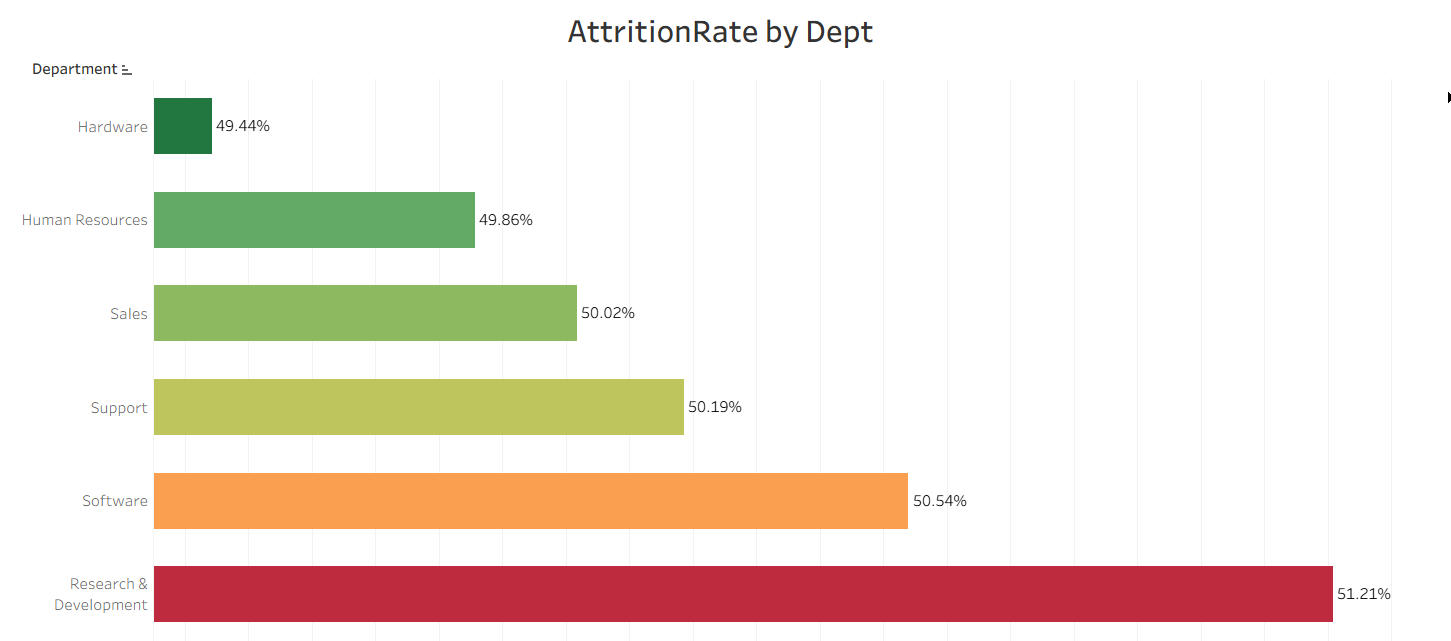 AttritionRate by Dept
Department
Hardware
49.44%
Human Resources
49.86%
Sales
50.02%
Support
50.19%
Software
50.54%
Research &
Development
51.21%